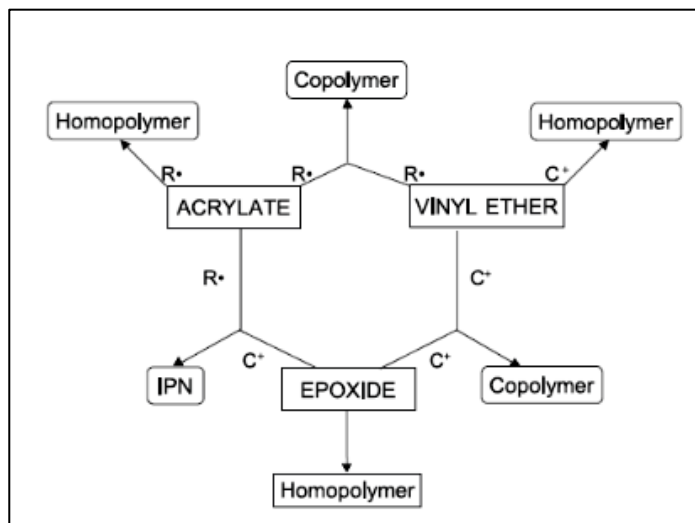 Copolymer
Homopolymer
Homopolymer
R•
R•
R•
C+
ACRYLATE
VINYL ETHER
R•
C+
IPN
C+
C+
EPOXIDE
Copolymer
Homopolymer